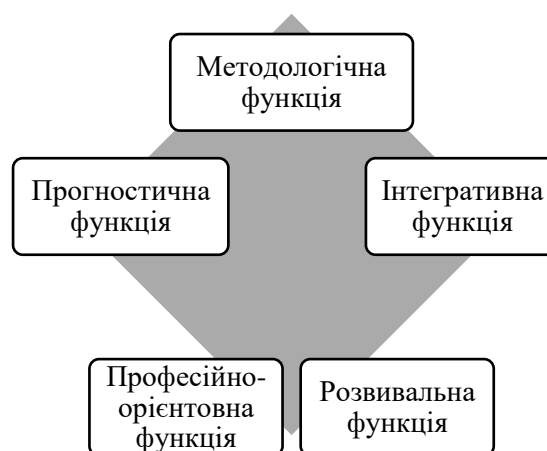 Методологічна
функція
Прогностична
функція
Інтегративна
функція
Професійно-
орієнтовна
функція
Розвивальна
функція